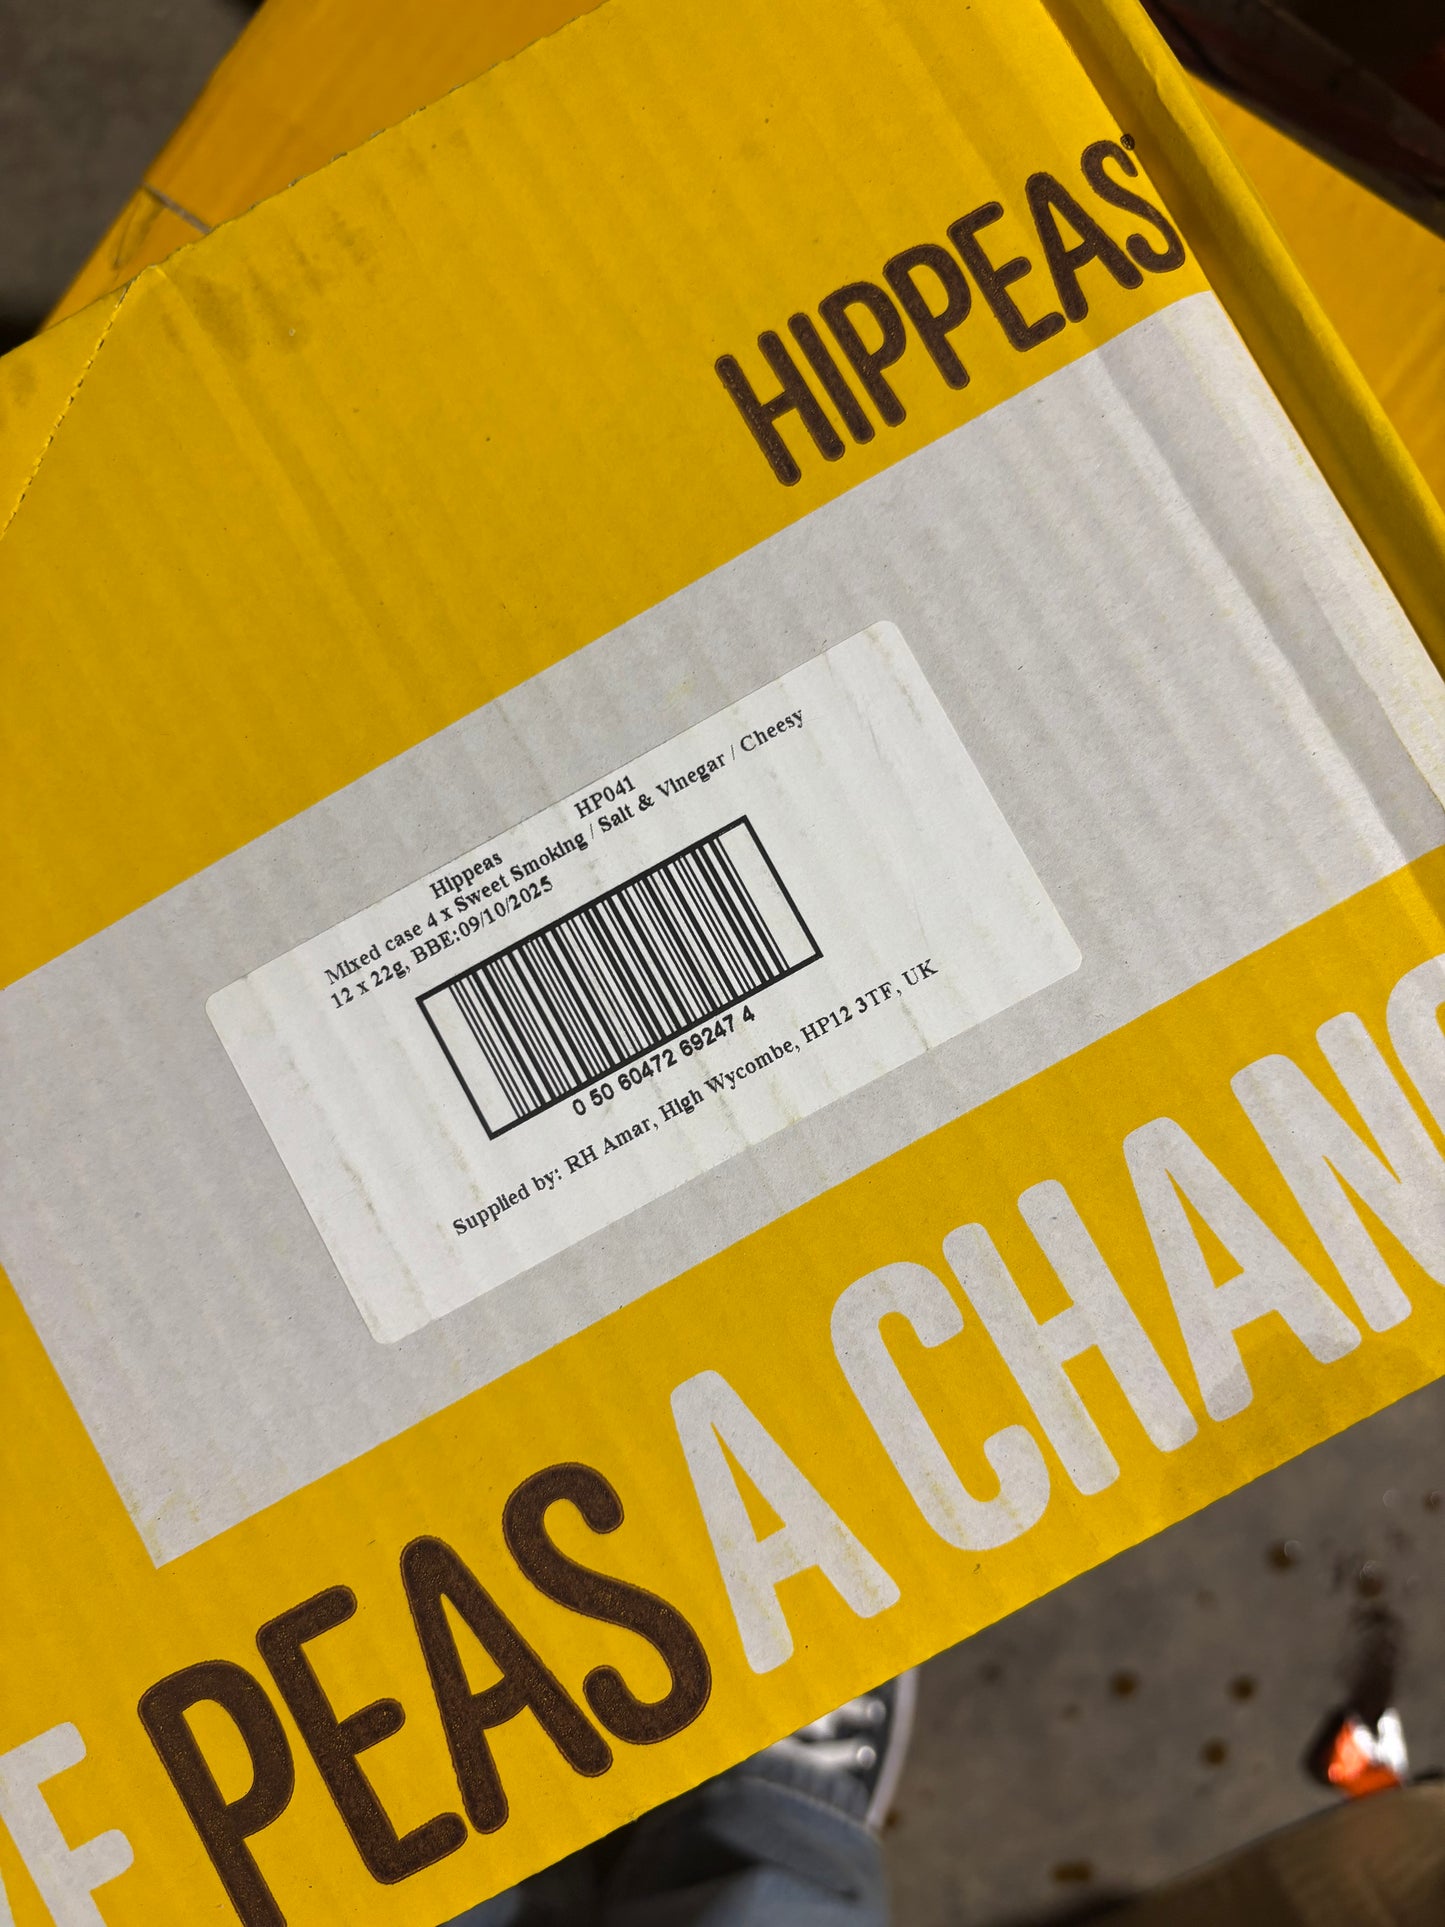 HIPPEAS®
Hippeas HP041
Mixed case 4 x Sweet Smoking / Salt & Vinegar / Cheesy
12 x 22g, BBE:09/10/2025
0 50 60472 69247 4
Supplied by: RH Amar, High Wycombe, HP12 3TF, UK
PEAS A CHANG